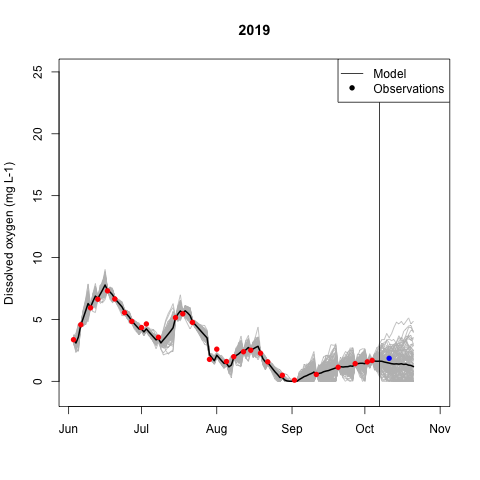 2019
Model
Observations
Dissolved oxygen (mg L-1)
25
20
15
10
5
0
Jun Jul Aug Sep Oct Nov